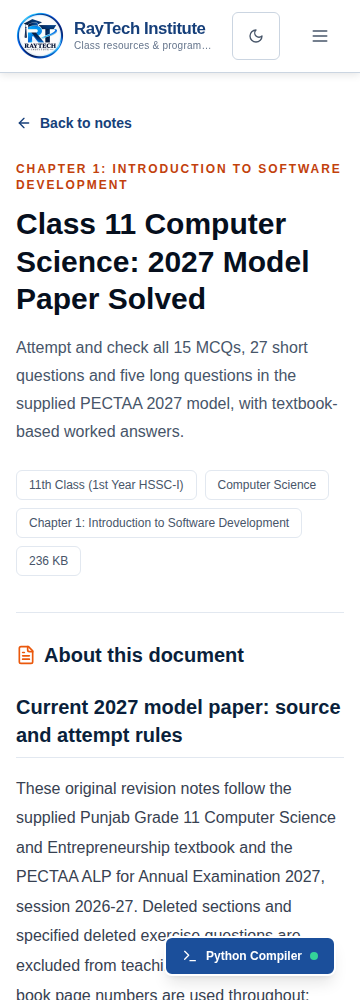 RAYTECH
RayTech Institute
Class resources & program…
Back to notes
CHAPTER 1: INTRODUCTION TO SOFTWARE
DEVELOPMENT
Class 11 Computer
Science: 2027 Model
Paper Solved
Attempt and check all 15 MCQs, 27 short
questions and five long questions in the
supplied PECTAA 2027 model, with textbook-
based worked answers.
11th Class (1st Year HSSC-I)
Computer Science
Chapter 1: Introduction to Software Development
236 KB
About this document
Current 2027 model paper: source
and attempt rules
These original revision notes follow the
supplied Punjab Grade 11 Computer Science
and Entrepreneurship textbook and the
PECTAA ALP for Annual Examination 2027,
session 2026-27. Deleted sections and
specified deleted exercise questions are
excluded from teachi
Python Compiler
book page numbers are used throughout;